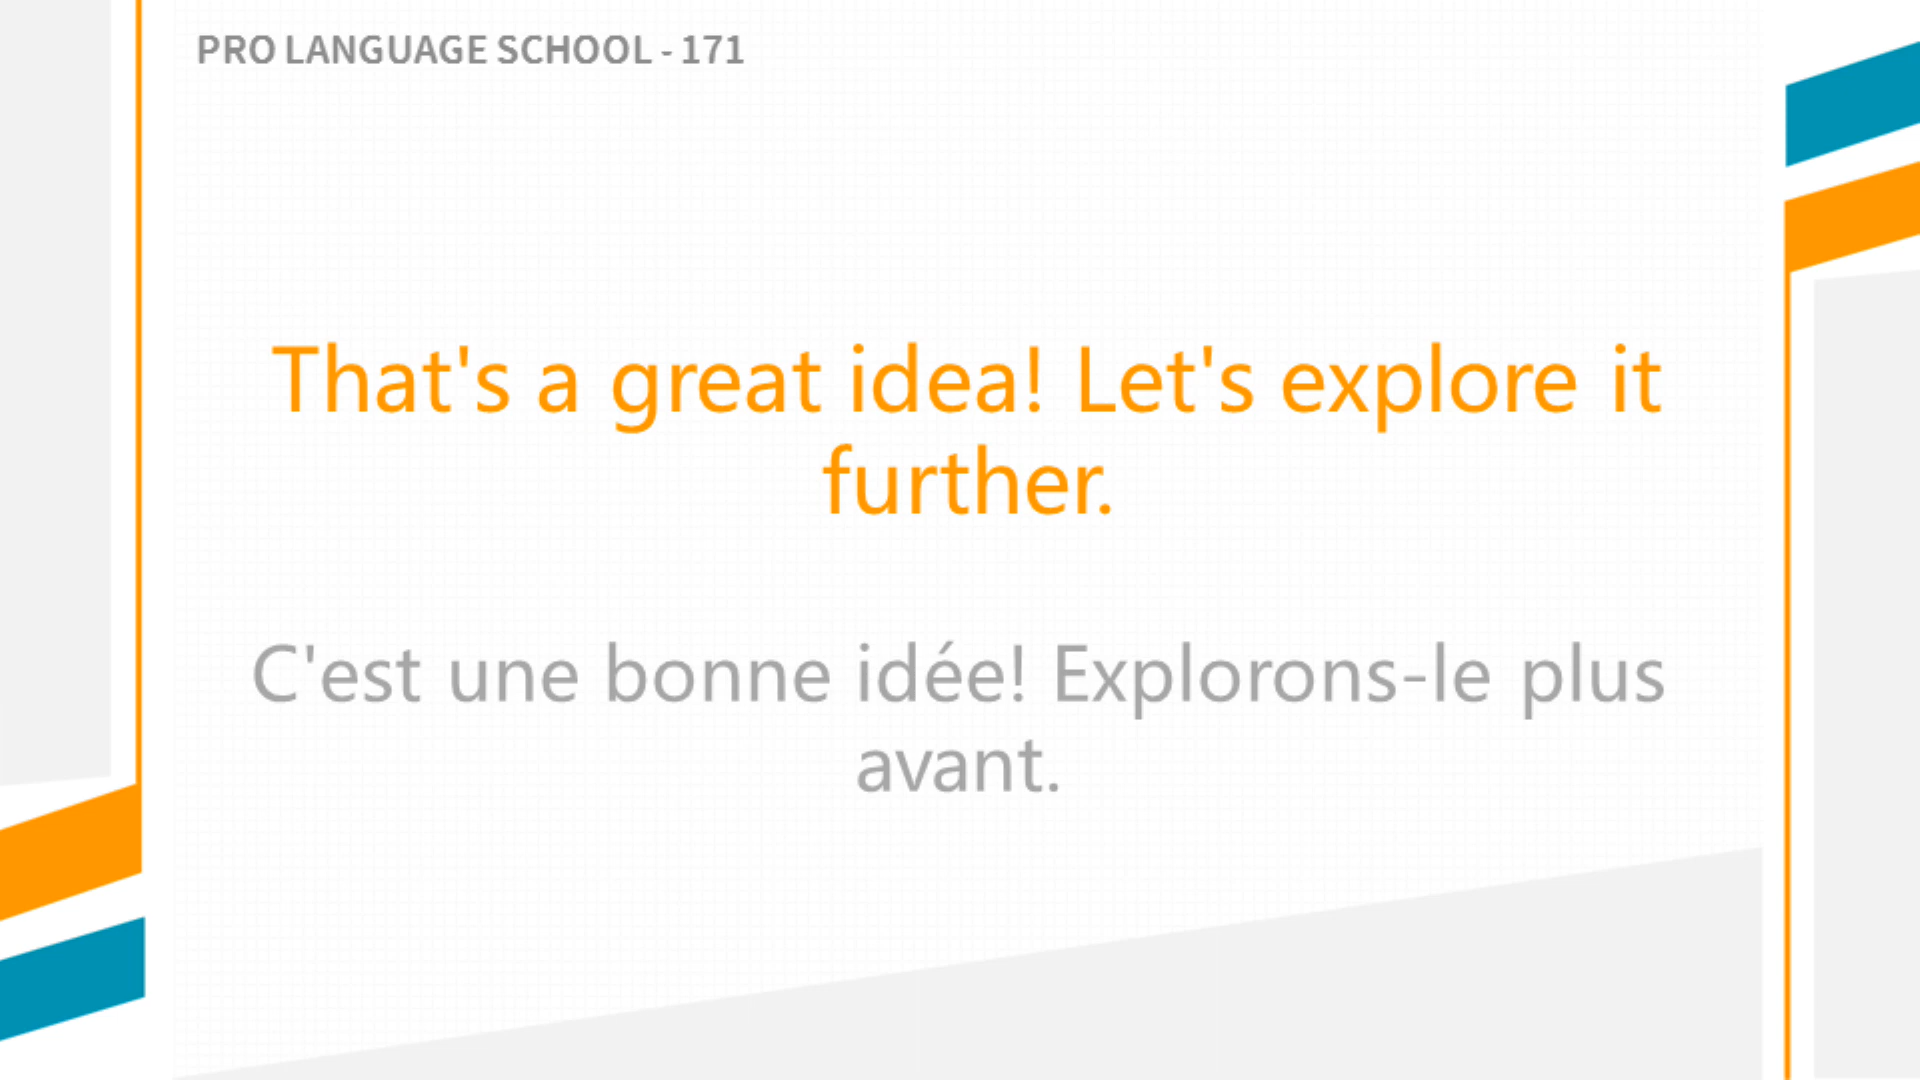 PRO LANGUAGE SCHOOL - 171
That's a great idea! Let's explore it
further.
C'est une bonne idée! Explorons-le plus
avant.